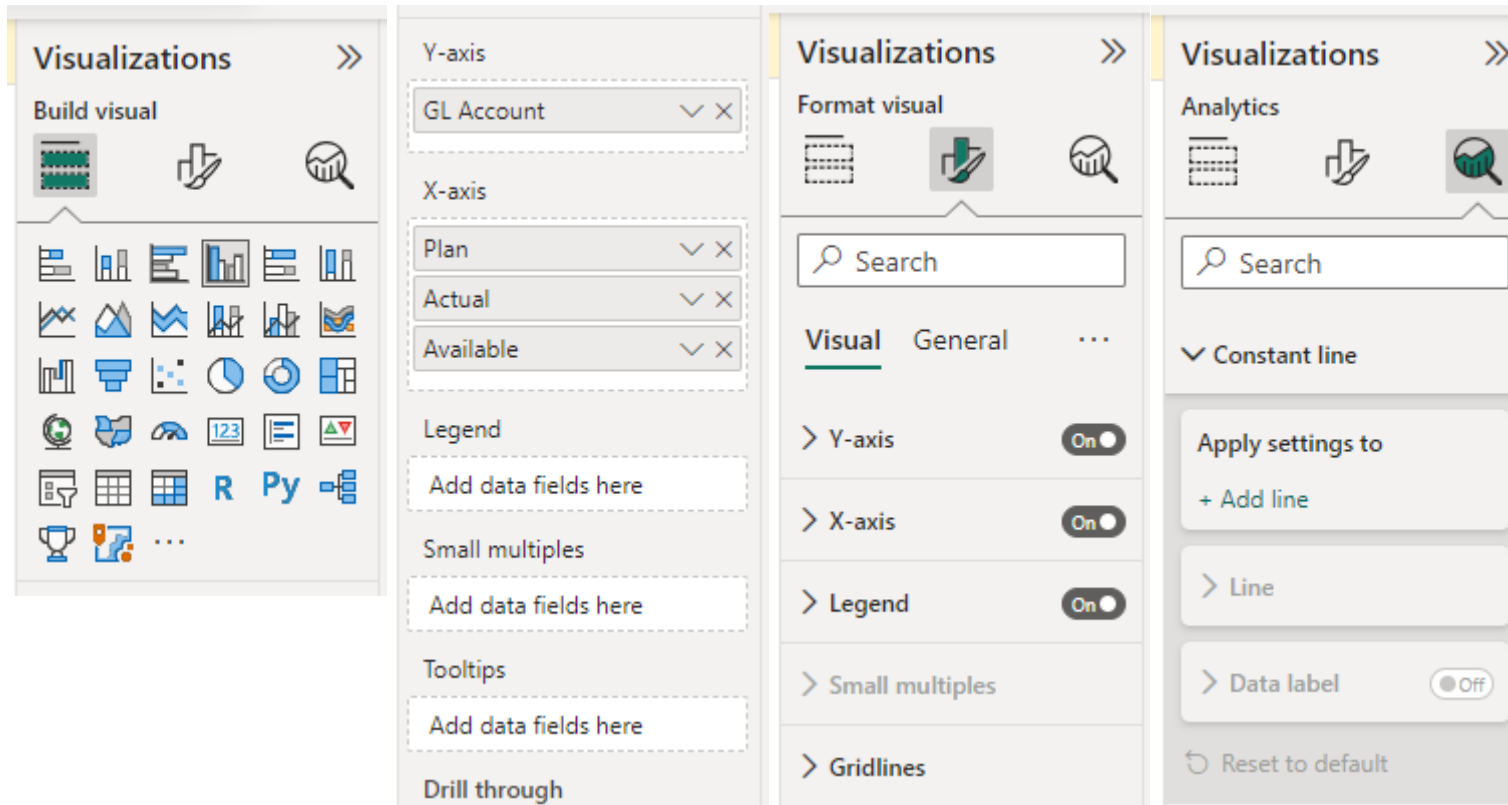 Visualizations
Build visual
123
R
Py
...
Y-axis
GL Account
X-axis
Plan
Actual
Available
Legend
Add data fields here
Small multiples
Add data fields here
Tooltips
Add data fields here
Drill through
Visualizations
Format visual
Search
Visual General ...
Y-axis On
X-axis On
Legend On
Small multiples
Gridlines
Visualizations
Analytics
Search
Constant line
Apply settings to
+ Add line
Line
Data label Off
Reset to default